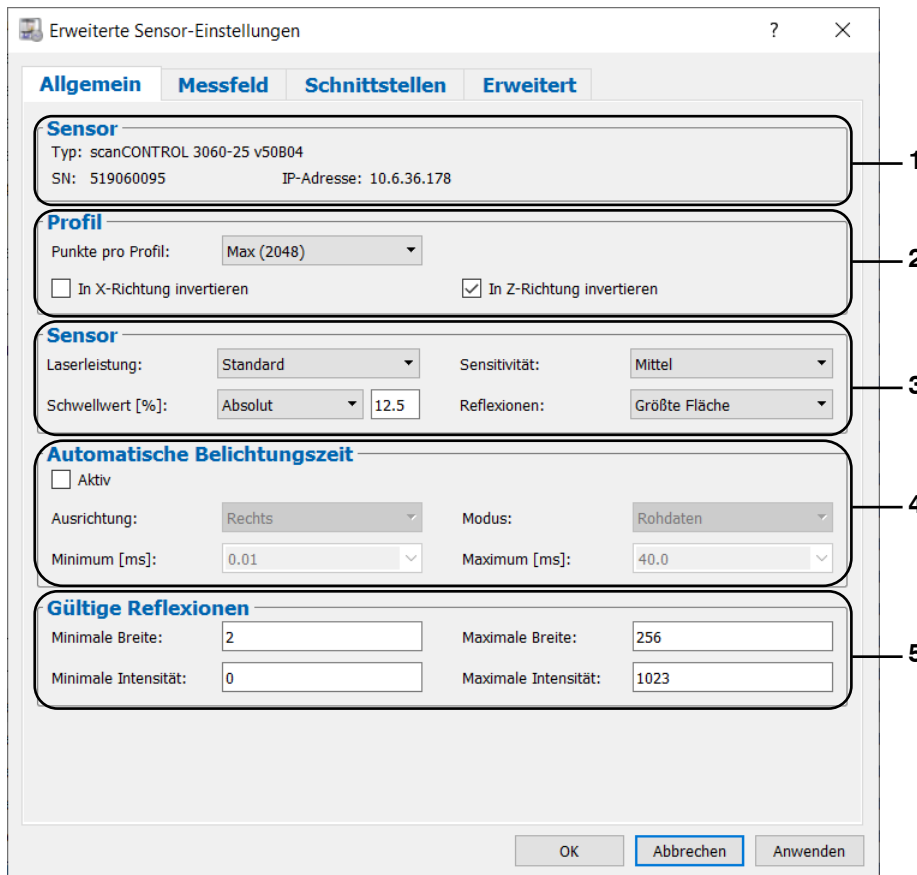 Erweiterte Sensor-Einstellungen ?
Allgemein Messfeld Schnittstellen Erweitert
Sensor
Typ: scanCONTROL 3060-25 v50B04
SN: 519060095 IP-Adresse: 10.6.36.178
1
Profil
Punkte pro Profil: Max (2048)
2
In X-Richtung invertieren In Z-Richtung invertieren
Sensor
Laserleistung: Standard Sensitivität: Mittel
3
Schwellwert [%]: Absolut 12.5 Reflexionen: Größte Fläche
Automatische Belichtungszeit
Aktiv
4
Ausrichtung: Rechts Modus: Rohdaten
Minimum [ms]: 0.01 Maximum [ms]: 40.0
Gültige Reflexionen
Minimale Breite: 2 Maximale Breite: 256
5
Minimale Intensität: 0 Maximale Intensität: 1023
OK Abbrechen Anwenden